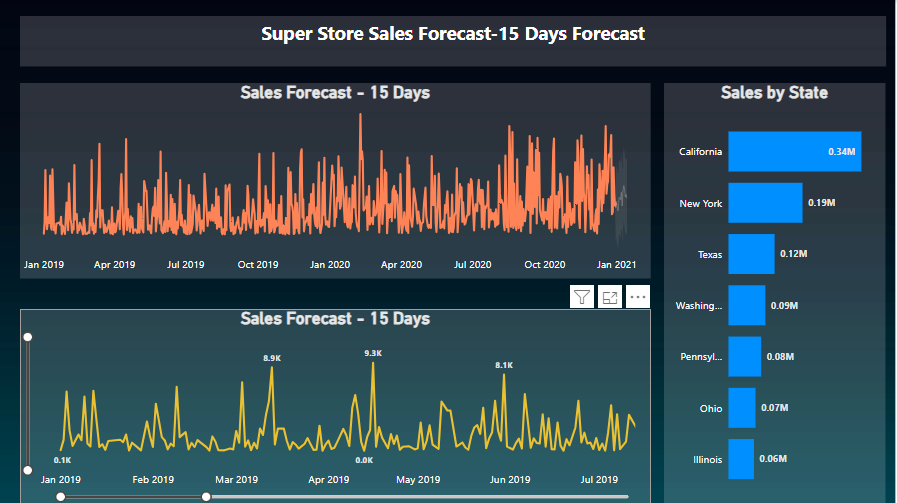 Super Store Sales Forecast-15 Days Forecast
Sales Forecast - 15 Days
Jan 2019 Apr 2019 Jul 2019 Oct 2019 Jan 2020 Apr 2020 Jul 2020 Oct 2020 Jan 2021
Sales by State
California 0.34M
New York 0.19M
Texas 0.12M
Washing... 0.09M
Pennsyl... 0.08M
Ohio 0.07M
Illinois 0.06M
Sales Forecast - 15 Days
8.9K 9.3K 8.1K
0.1K 0.0K
Jan 2019 Feb 2019 Mar 2019 Apr 2019 May 2019 Jun 2019 Jul 2019